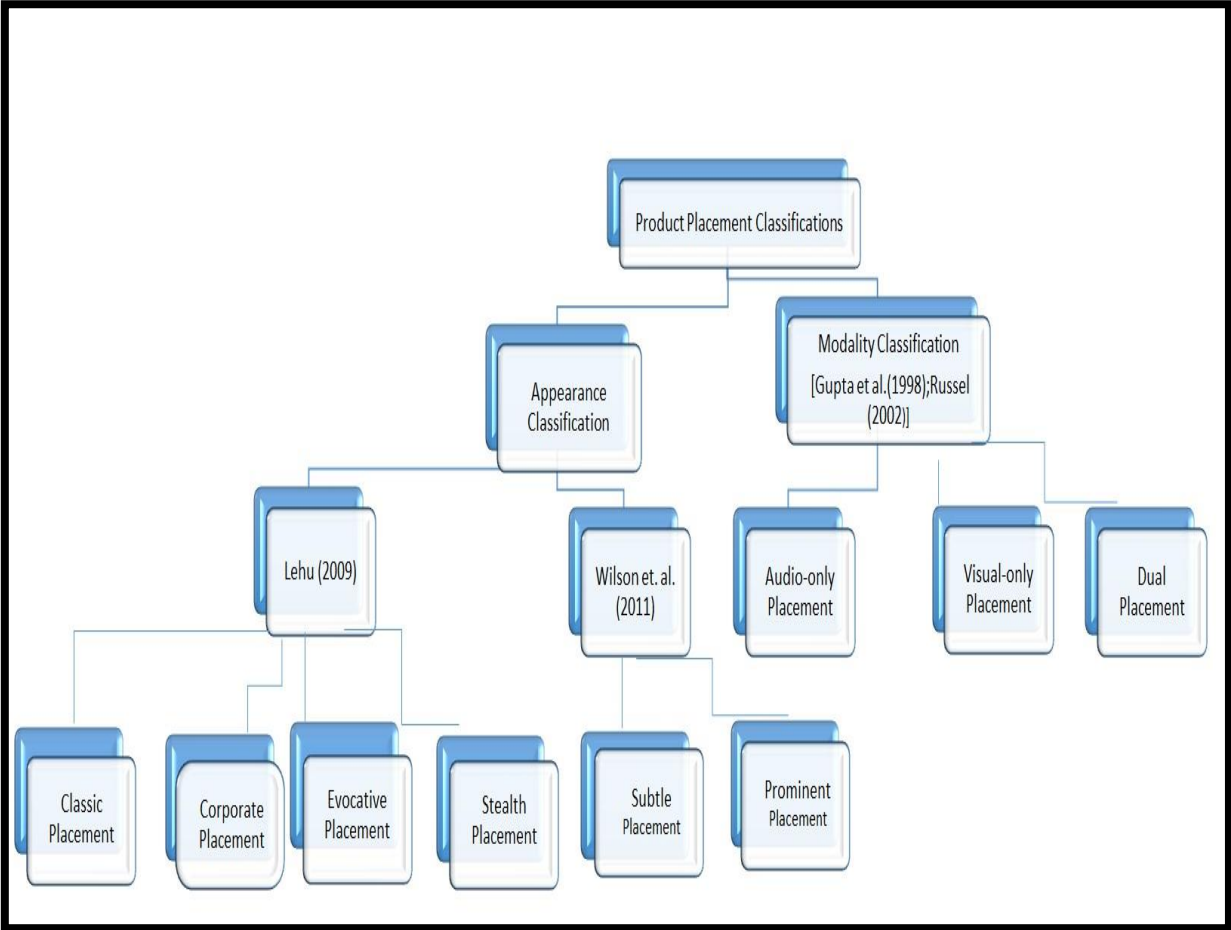 Product Placement Classifications
Appearance
Classification
Modality Classification
[Gupta et al.(1998);Russel
(2002)]
Lehu (2009)
Wilson et. al.
(2011)
Audio-only
Placement
Visual-only
Placement
Dual
Placement
Classic
Placement
Corporate
Placement
Evocative
Placement
Stealth
Placement
Subtle
Placement
Prominent
Placement